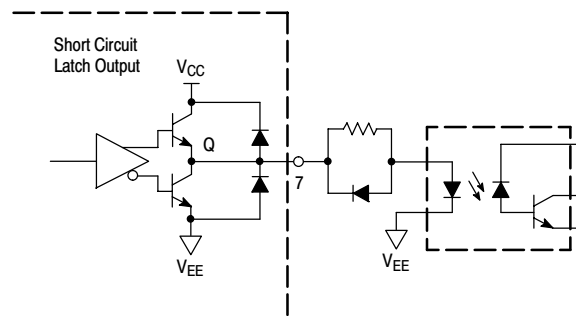 Short Circuit
Latch Output
VCC
Q
7
VEE
VEE